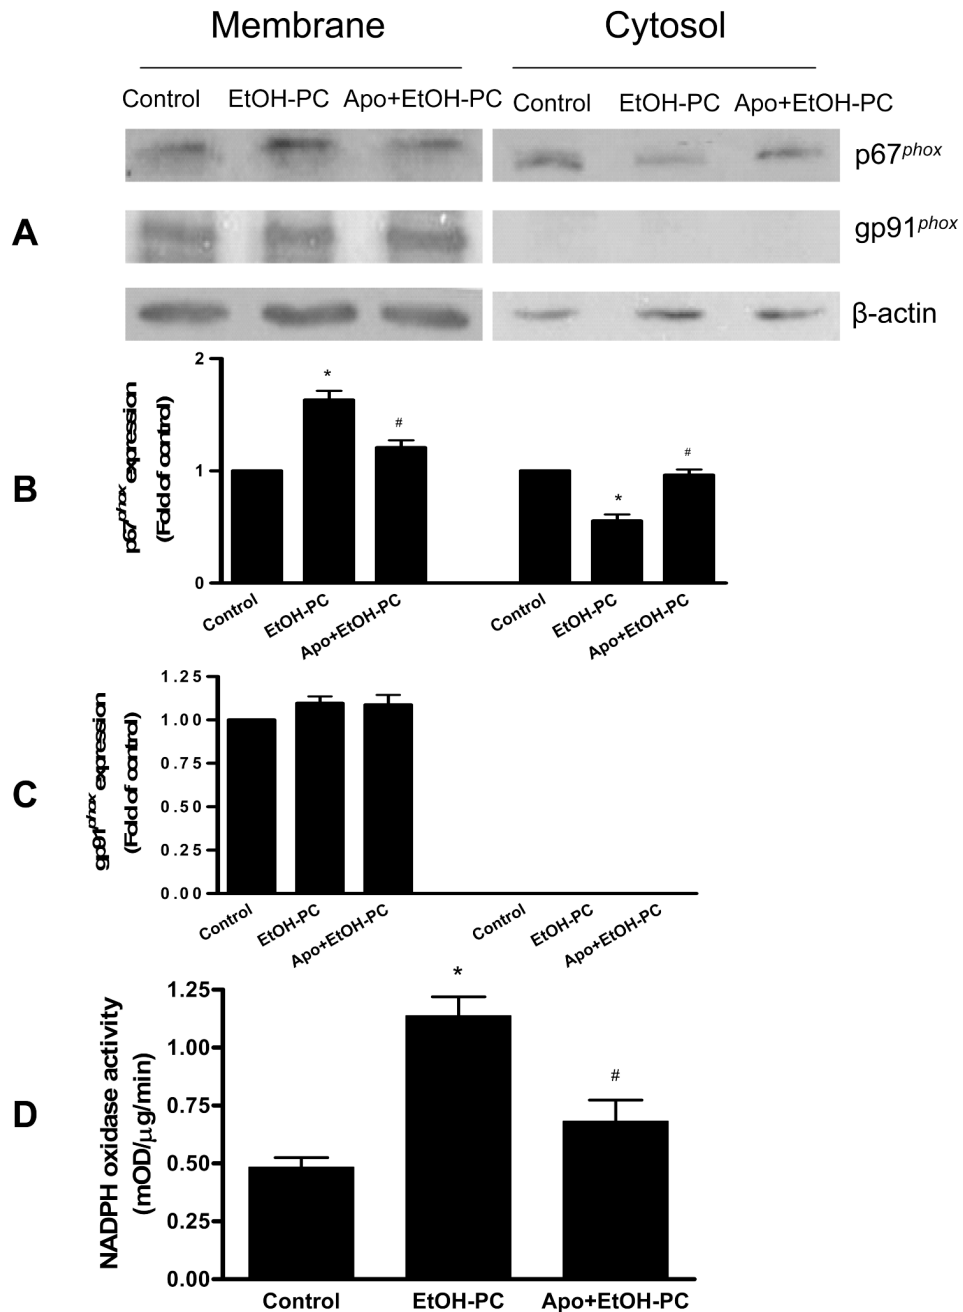 Membrane Cytosol
Control EtOH-PC Apo+EtOH-PC Control EtOH-PC Apo+EtOH-PC
p67phox
A
gp91phox
β-actin
B
p67phox expression
(Fold of control)
2
1
0
* # * #
Control EtOH-PC Apo+EtOH-PC Control EtOH-PC Apo+EtOH-PC
C
gp91phox expression
(Fold of control)
1.25
1.00
0.75
0.50
0.25
0.00
Control EtOH-PC Apo+EtOH-PC Control EtOH-PC Apo+EtOH-PC
D
NADPH oxidase activity
(mOD/μg/min)
1.25
1.00
0.75
0.50
0.25
0.00
* #
Control EtOH-PC Apo+EtOH-PC